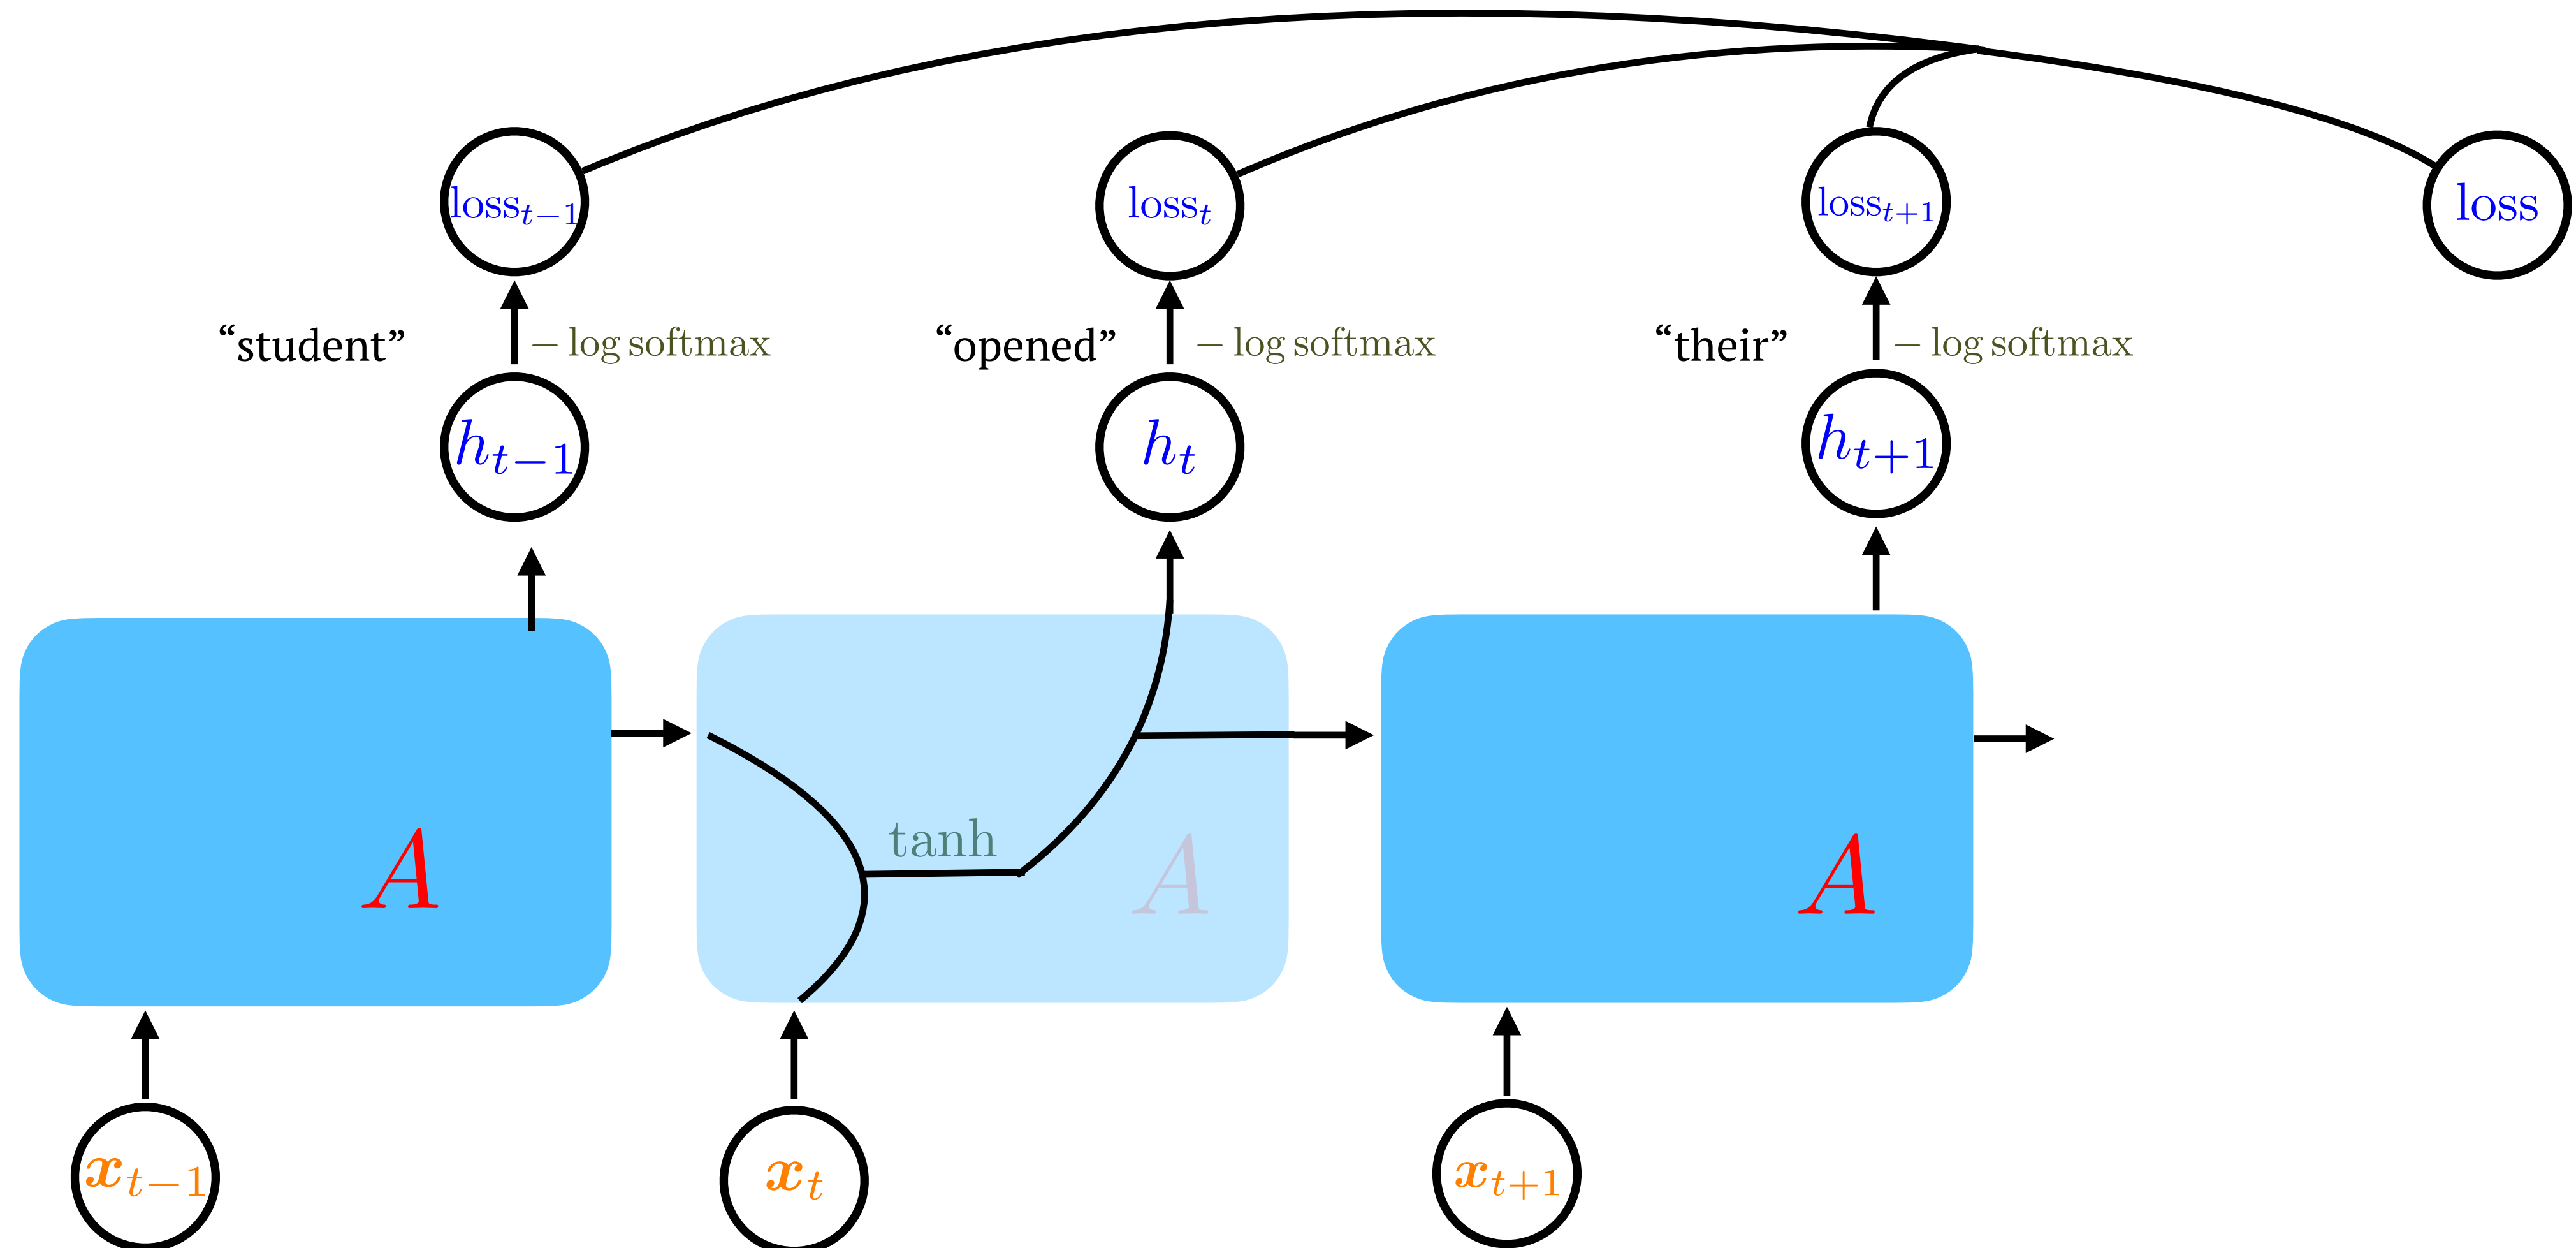 loss_{t-1} loss_t loss_{t+1} loss
“student” − log softmax “opened” − log softmax “their” − log softmax
h_{t-1} h_t h_{t+1}
tanh
A A A
x_{t-1} x_t x_{t+1}